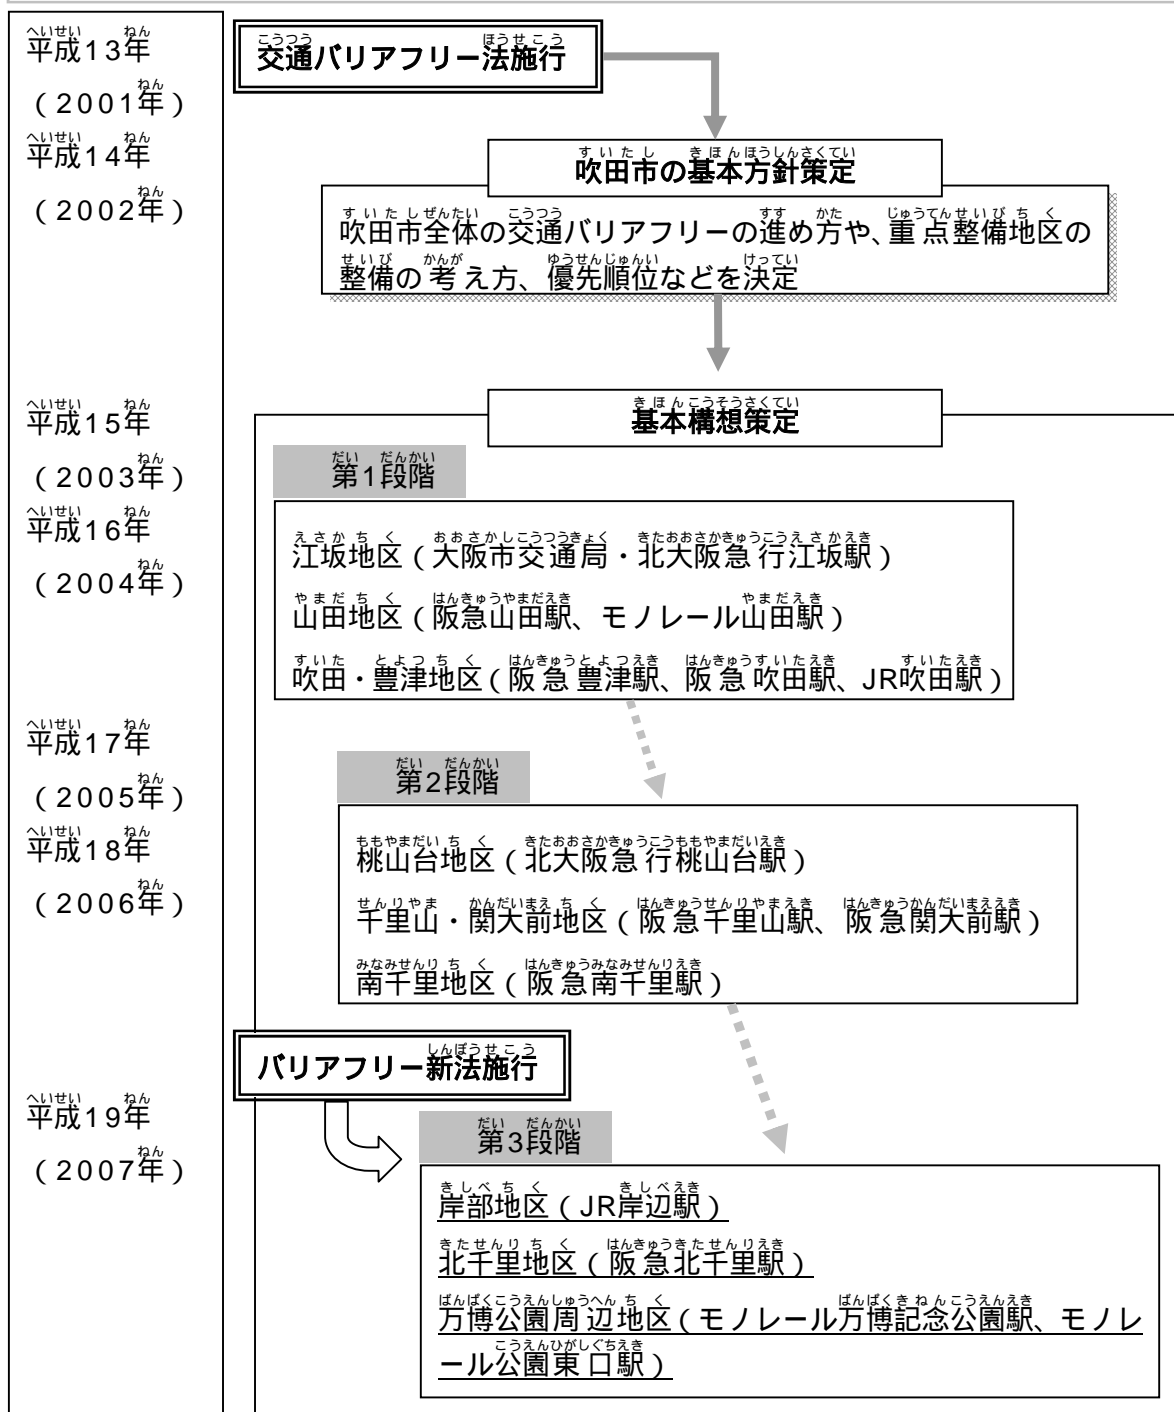 平成13年
（2001年）
平成14年
（2002年）
平成15年
（2003年）
平成16年
（2004年）
平成17年
（2005年）
平成18年
（2006年）
平成19年
（2007年）
交通バリアフリー法施行
吹田市の基本方針策定
吹田市全体の交通バリアフリーの進め方や、重点整備地区の
整備の考え方、優先順位などを決定
基本構想策定
第1段階
江坂地区（大阪市交通局・北大阪急行江坂駅）
山田地区（阪急山田駅、モノレール山田駅）
吹田・豊津地区（阪急豊津駅、阪急吹田駅、JR吹田駅）
第2段階
桃山台地区（北大阪急行桃山台駅）
千里山・関大前地区（阪急千里山駅、阪急関大前駅）
南千里地区（阪急南千里駅）
バリアフリー新法施行
第3段階
岸部地区（JR岸辺駅）
北千里地区（阪急北千里駅）
万博公園周辺地区（モノレール万博記念公園駅、モノレ
ール公園東口駅）